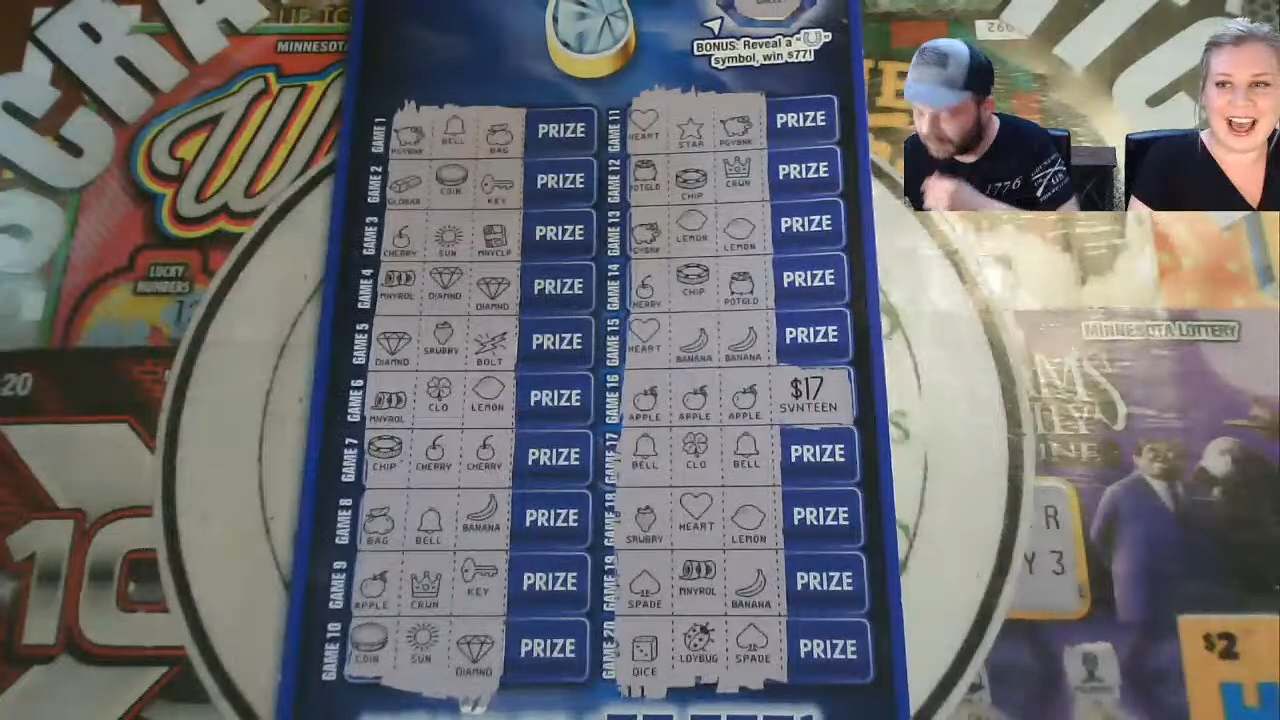 MINNESOTA
LUCKY
NUMBERS
20
10
BONUS: Reveal a "U"
symbol, win $77!
GAME 1
PGYBNK BELL BAG PRIZE
GAME 2
GLDBAR COIN KEY PRIZE
GAME 3
CHERRY SUN MNYCLP PRIZE
GAME 4
MNYROL DIAMND DIAMND PRIZE
GAME 5
DIAMND SRWBRY BOLT PRIZE
GAME 6
MNYROL CLO LEMON PRIZE
GAME 7
CHIP CHERRY CHERRY PRIZE
GAME 8
BAG BELL BANANA PRIZE
GAME 9
APPLE CRWN KEY PRIZE
GAME 10
COIN SUN DIAMND PRIZE
GAME 11
HEART STAR PGYBNK PRIZE
GAME 12
POTGLD CHIP CRWN PRIZE
GAME 13
PGYBNK LEMON LEMON PRIZE
GAME 14
HERRY CHIP POTGLD PRIZE
GAME 15
HEART BANANA BANANA PRIZE
GAME 16
APPLE APPLE APPLE $17
SVNTEEN
GAME 17
BELL CLO BELL PRIZE
GAME 18
SRWBRY HEART LEMON PRIZE
GAME 19
SPADE MNYROL BANANA PRIZE
GAME 20
DICE LDYBUG SPADE PRIZE
1776
MINNESOTA LOTTERY
R
Y 3
$2